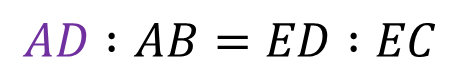 AD : AB = ED : EC